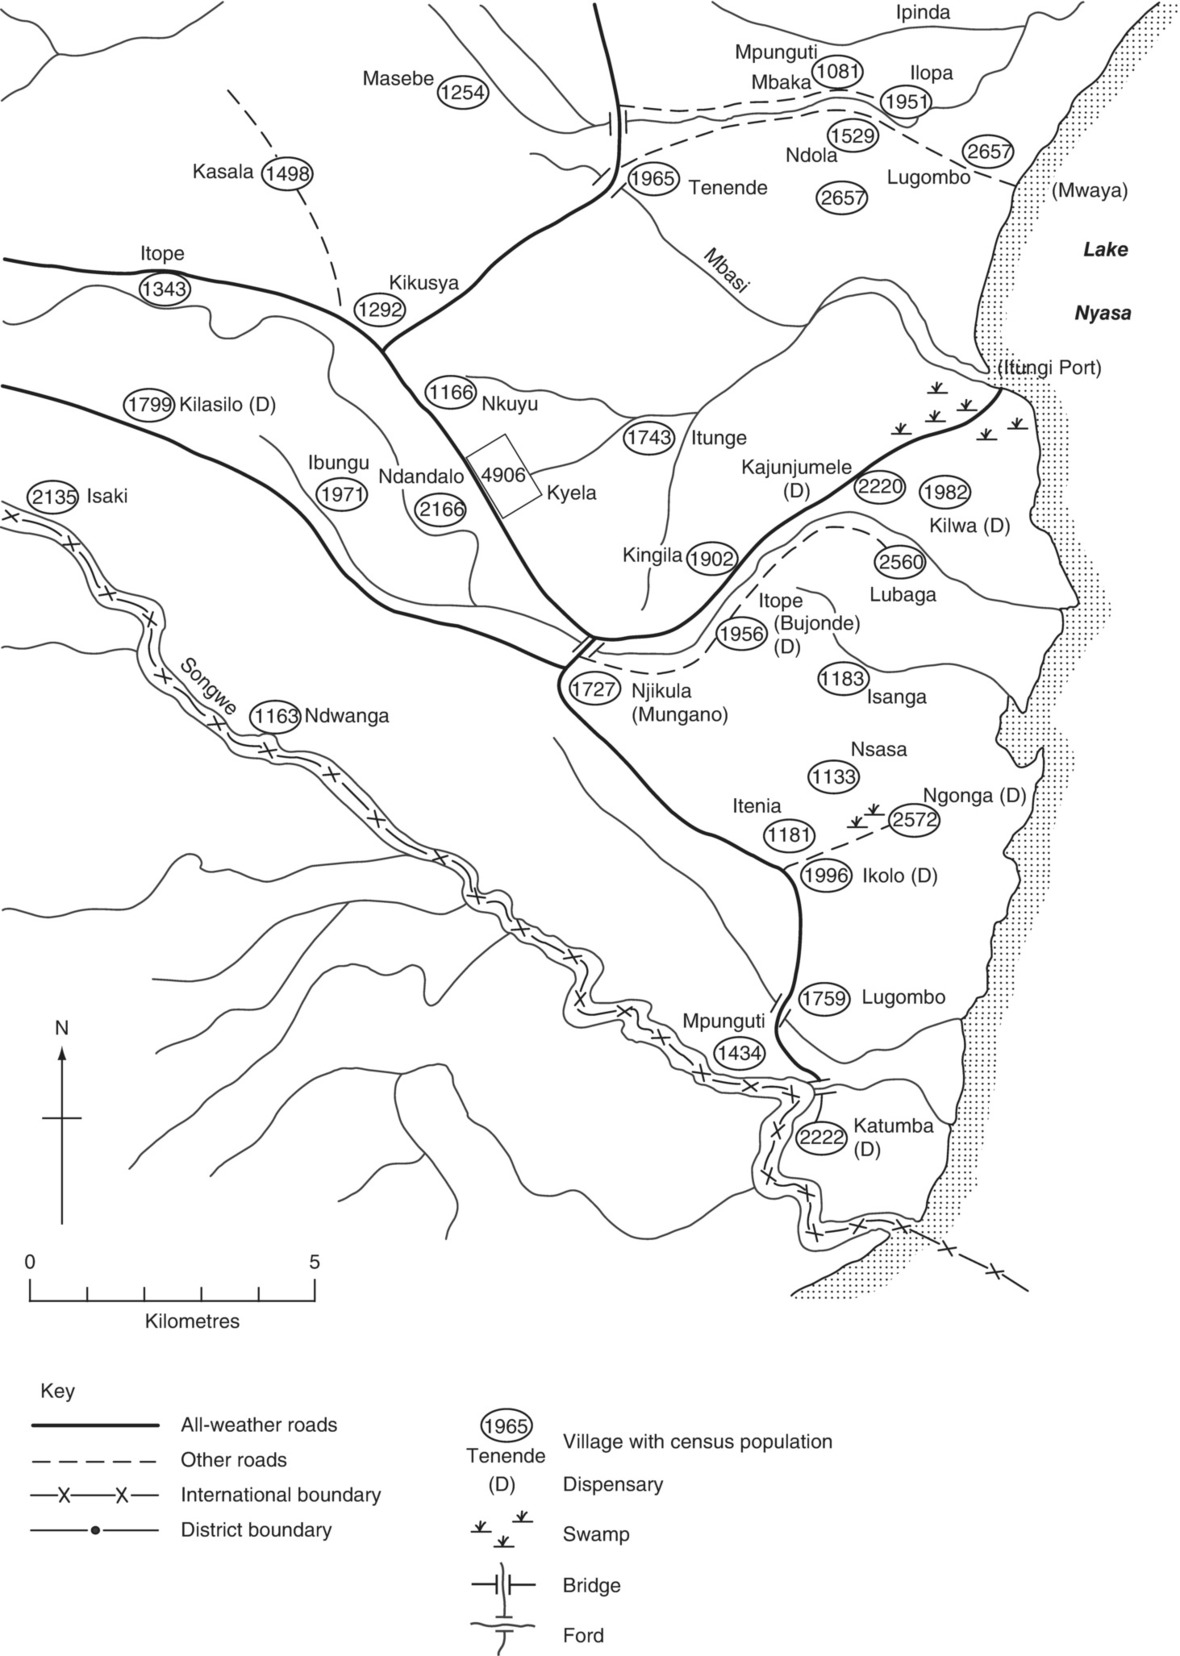 Ipinda
Mpunguti
1081
Mbaka
Ilopa
1951
Masebe
1254
1529
Ndola
2657
Lugombo
Kasala
1498
1965
Tenende
2657
(Mwaya)
Lake
Nyasa
Mbasi
Itope
1343
Kikusya
1292
(Itungi Port)
1799
Kilasilo (D)
1166
Nkuyu
1743
Itunge
Ibungu
1971
Ndandalo
2166
4906
Kyela
Kajunjumele
(D)
2220
1982
Kilwa (D)
2135
Isaki
Kingila
1902
2560
Lubaga
Itope
(Bujonde)
(D)
1956
1183
Isanga
1727
Njikula
(Mungano)
Songwe
1163
Ndwanga
Nsasa
1133
Itenia
1181
Ngonga (D)
2572
1996
Ikolo (D)
1759
Lugombo
Mpunguti
1434
2222
Katumba
(D)
N
0
5
Kilometres
Key
All-weather roads
Other roads
International boundary
District boundary
1965
Tenende
Village with census population
(D)
Dispensary
Swamp
Bridge
Ford